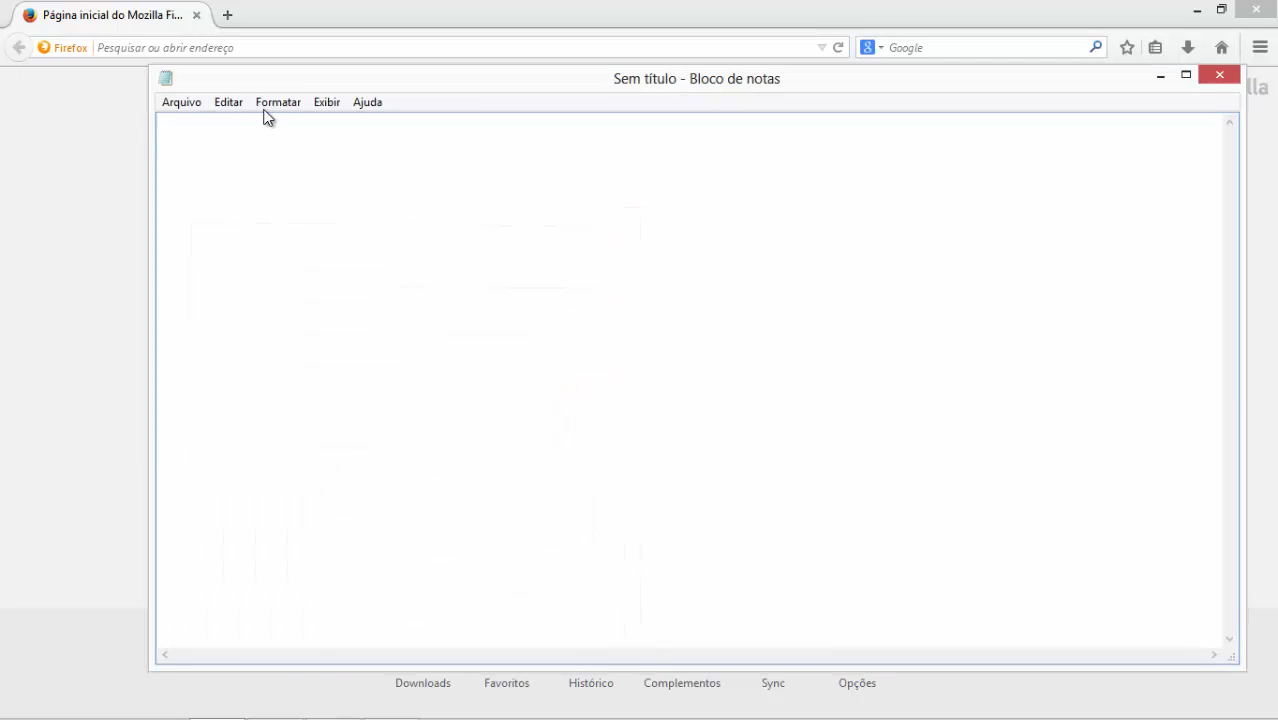 Página inicial do Mozilla Fi...
Firefox Pesquisar ou abrir endereço
Google
lla
Sem título - Bloco de notas
Arquivo Editar Formatar Exibir Ajuda
Downloads Favoritos Histórico Complementos Sync Opções